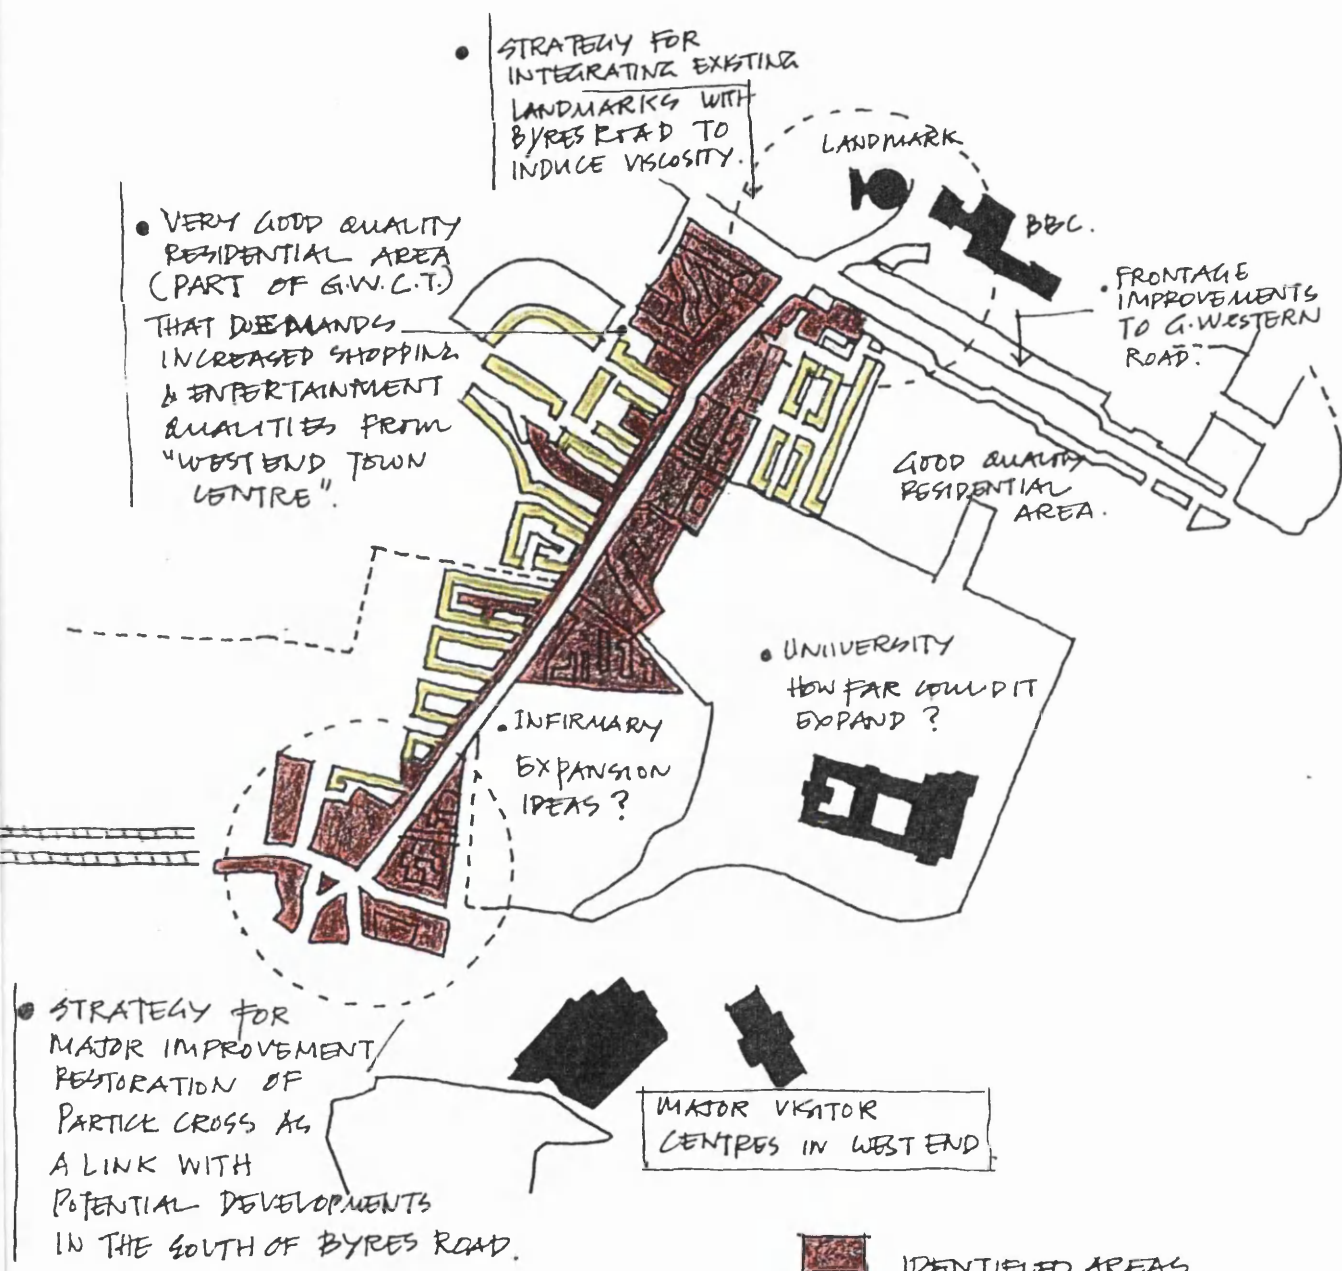 STRATEGY FOR
INTEGRATING EXISTING
LANDMARKS WITH
BYRES ROAD TO
INDUCE VISCOSITY.
LANDMARK
BBC.
• VERY GOOD QUALITY
RESIDENTIAL AREA
(PART OF G.W.C.T.)
THAT DEMANDS
INCREASED SHOPPING
& ENTERTAINMENT
QUALITIES FROM
"WEST END TOWN
CENTRE".
• FRONTAGE
IMPROVEMENTS
TO G. WESTERN
ROAD.
GOOD QUALITY
RESIDENTIAL
AREA.
• UNIVERSITY
HOW FAR COULD IT
EXPAND?
• INFIRMARY
EXPANSION
IDEAS?
• STRATEGY FOR
MAJOR IMPROVEMENT/
RESTORATION OF
PARTICK CROSS AS
A LINK WITH
POTENTIAL DEVELOPMENTS
IN THE SOUTH OF BYRES ROAD.
MAJOR VISITOR
CENTRES IN WEST END
IDENTIFIED AREAS